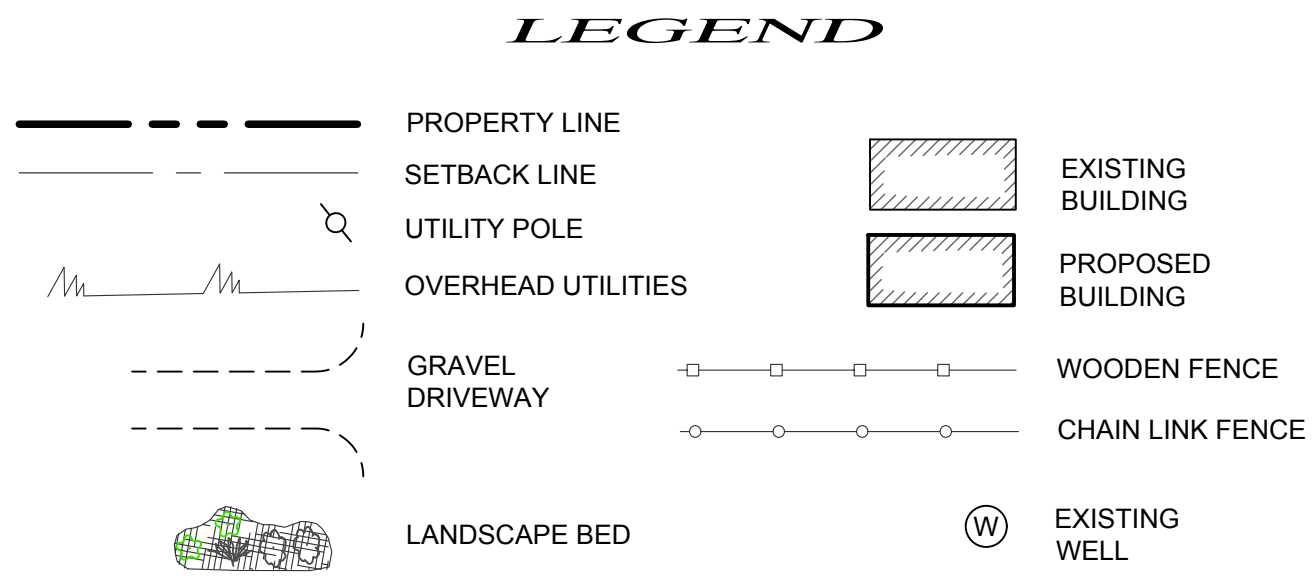 LEGEND
PROPERTY LINE
SETBACK LINE
UTILITY POLE
OVERHEAD UTILITIES
GRAVEL
DRIVEWAY
LANDSCAPE BED
EXISTING
BUILDING
PROPOSED
BUILDING
WOODEN FENCE
CHAIN LINK FENCE
W
EXISTING
WELL